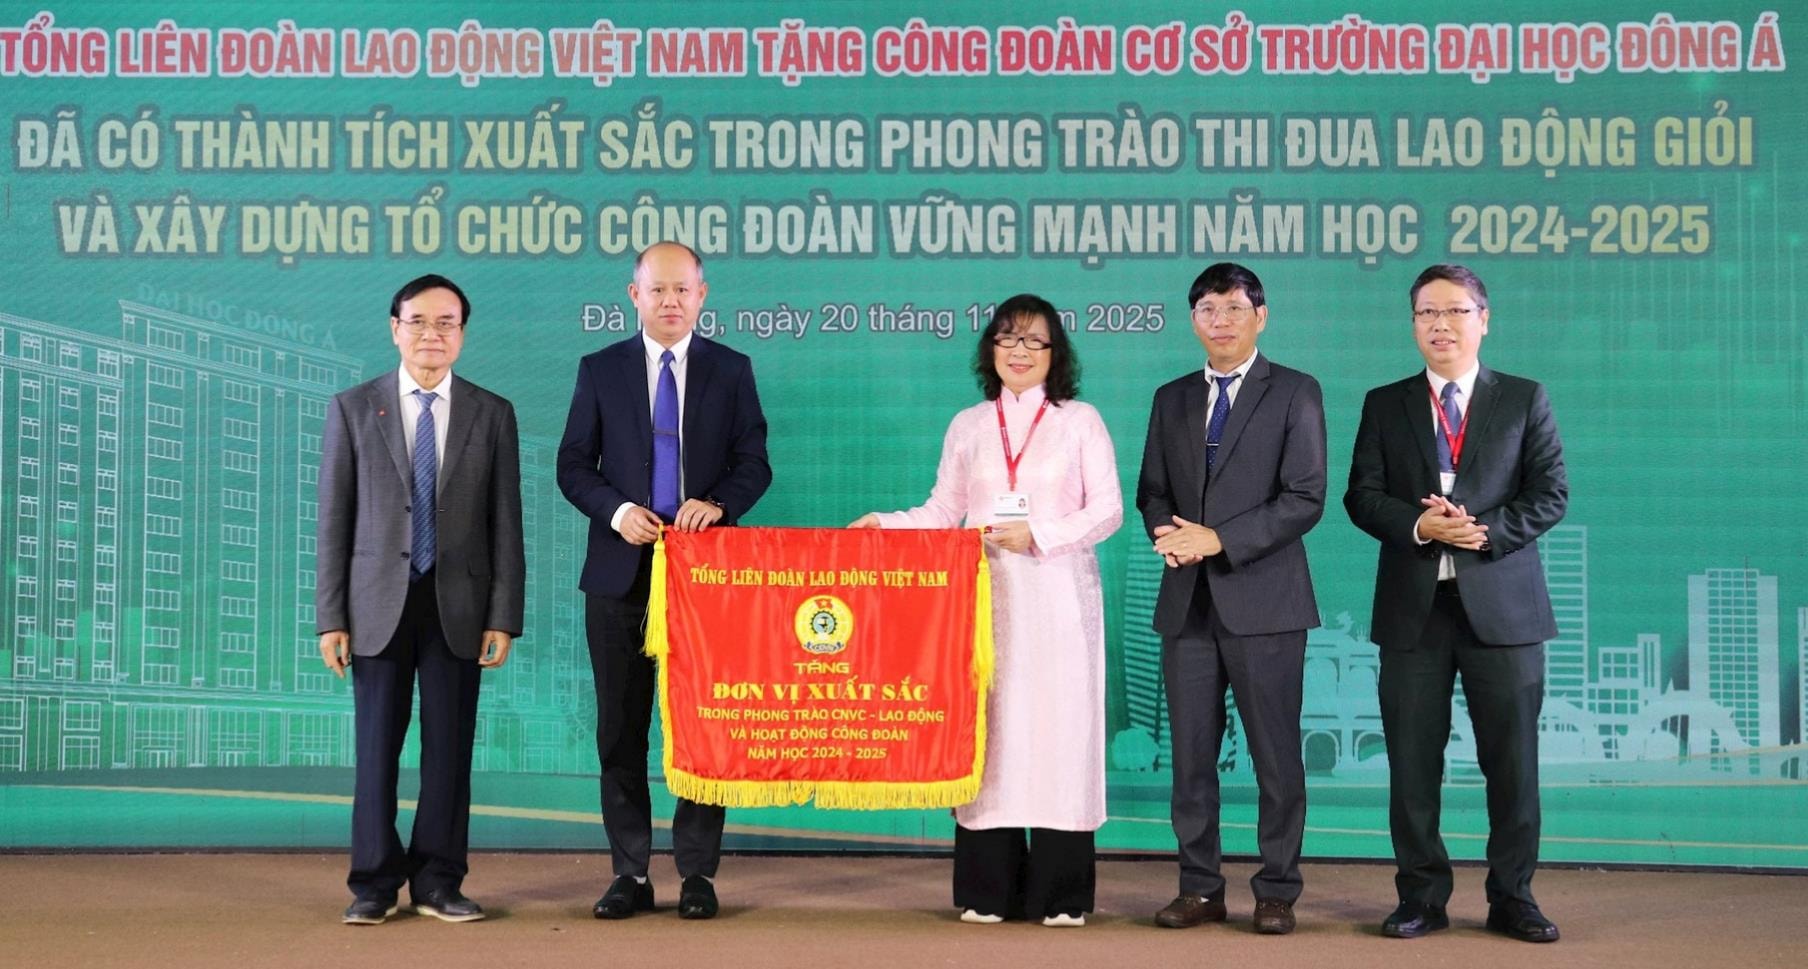 TỔNG LIÊN ĐOÀN LAO ĐỘNG VIỆT NAM TẶNG CÔNG ĐOÀN CƠ SỞ TRƯỜNG ĐẠI HỌC ĐÔNG Á
ĐÃ CÓ THÀNH TÍCH XUẤT SẮC TRONG PHONG TRÀO THI ĐUA LAO ĐỘNG GIỎI
VÀ XÂY DỰNG TỔ CHỨC CÔNG ĐOÀN VỮNG MẠNH NĂM HỌC 2024-2025
Đà ngày 20 tháng 2025
ĐẠI HỌC ĐÔNG Á
TỔNG LIÊN ĐOÀN LAO ĐỘNG VIỆT NAM
TẶNG
ĐƠN VỊ XUẤT SẮC
TRONG PHONG TRÀO CNVC - LAO ĐỘNG
VÀ HOẠT ĐỘNG CÔNG ĐOÀN
NĂM HỌC 2024 - 2025